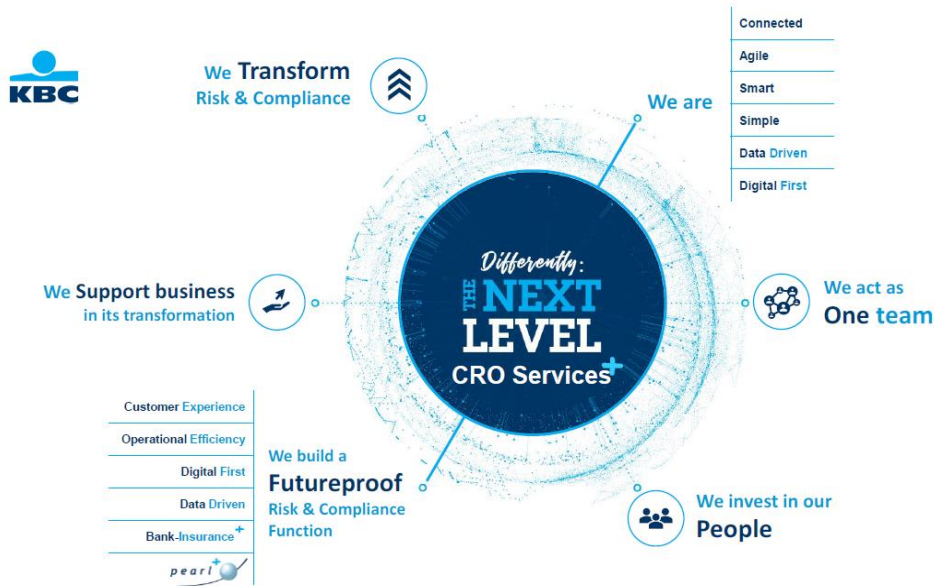 KBC
We Transform
Risk & Compliance
We are
Connected
Agile
Smart
Simple
Data Driven
Digital First
We Support business
in its transformation
Differently:
THE NEXT
LEVEL
CRO Services+
We act as
One team
Customer Experience
Operational Efficiency
Digital First
Data Driven
Bank-Insurance+
pearl+
We build a
Futureproof
Risk & Compliance
Function
We invest in our
People